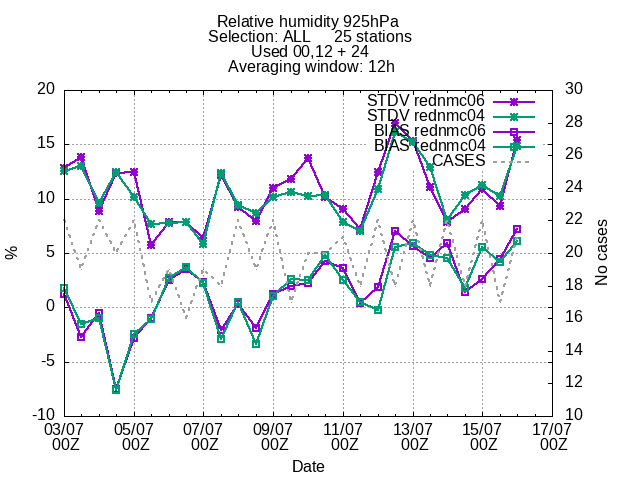 Relative humidity 925hPa
Selection: ALL 25 stations
Used 00,12 + 24
Averaging window: 12h
STDV rednmc06
STDV rednmc04
BIAS rednmc06
BIAS rednmc04
CASES
20
15
10
5
0
-5
-10
%
30
28
26
24
22
20
18
16
14
12
10
No cases
03/07 05/07 07/07 09/07 11/07 13/07 15/07 17/07
00Z 00Z 00Z 00Z 00Z 00Z 00Z 00Z
Date